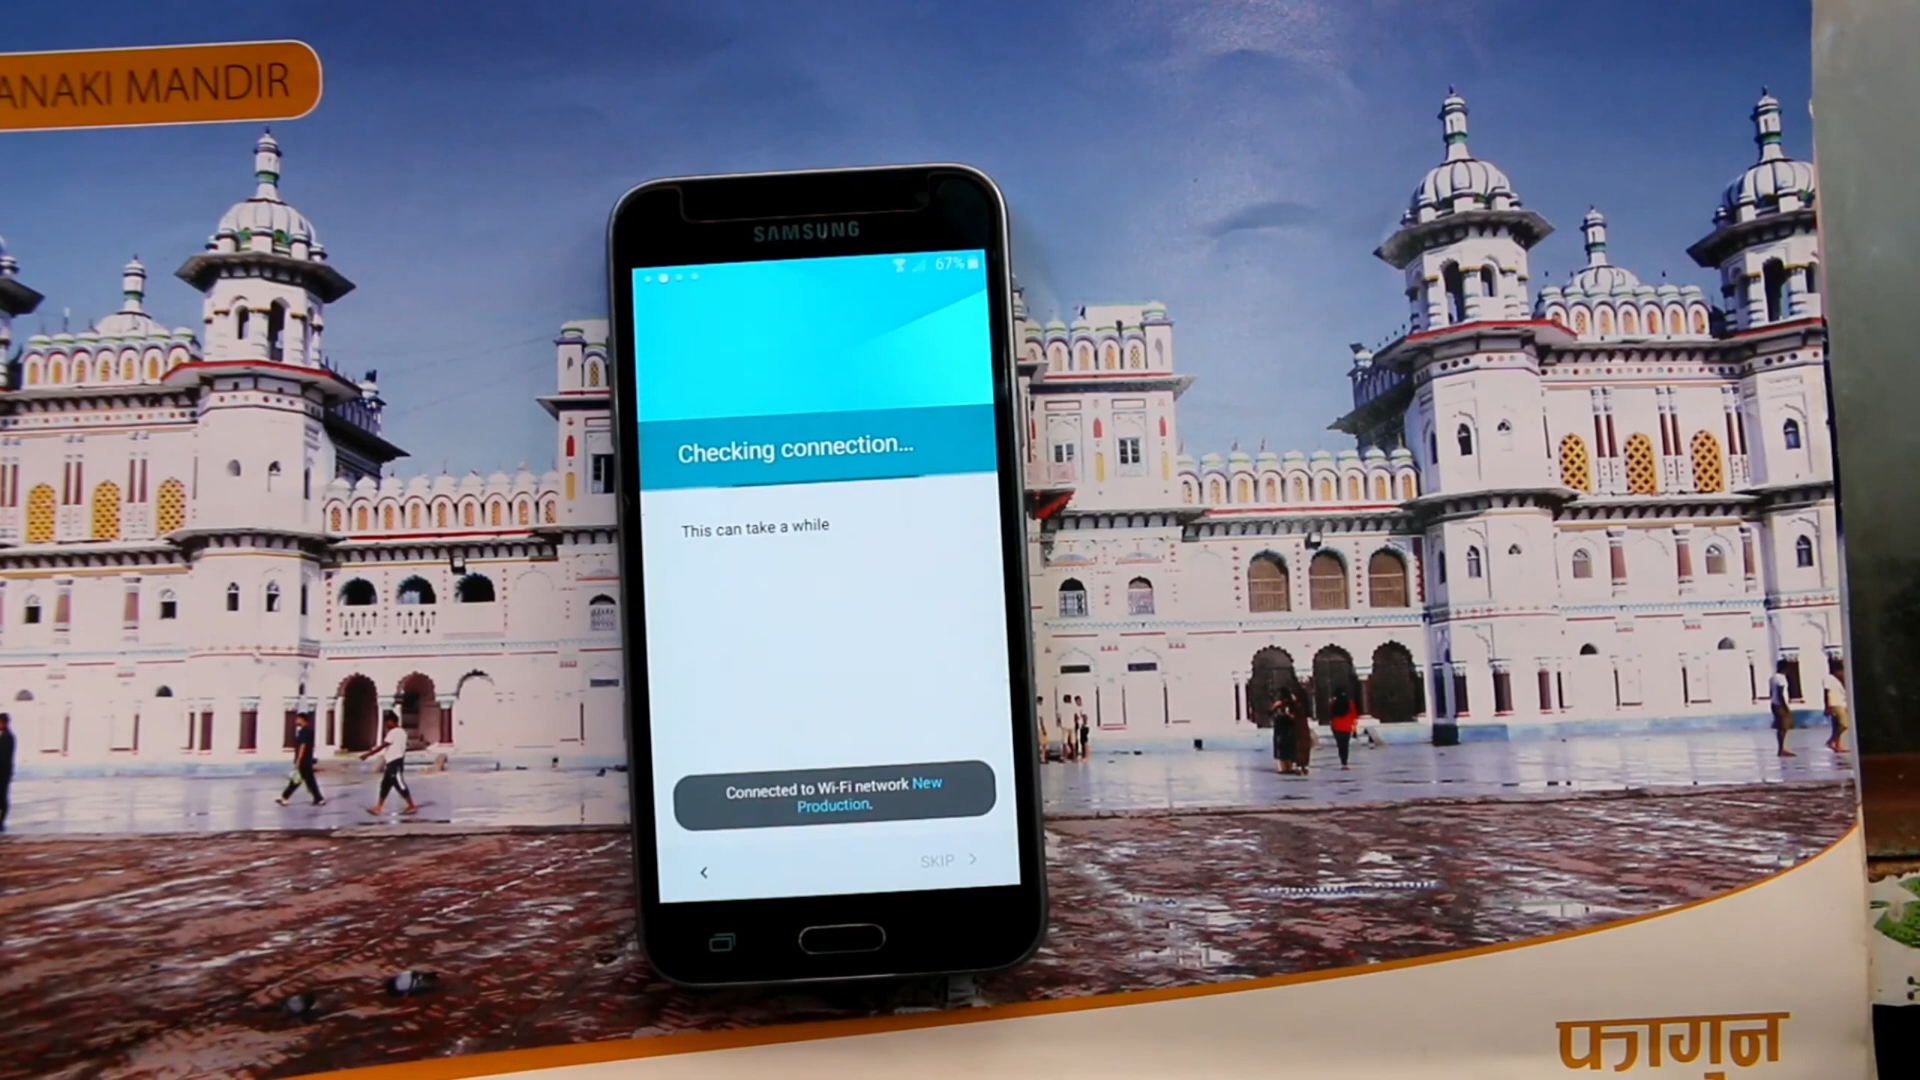 ANAKI MANDIR
SAMSUNG
67%
Checking connection...
This can take a while
Connected to Wi-Fi network New
Production.
SKIP
फागुन